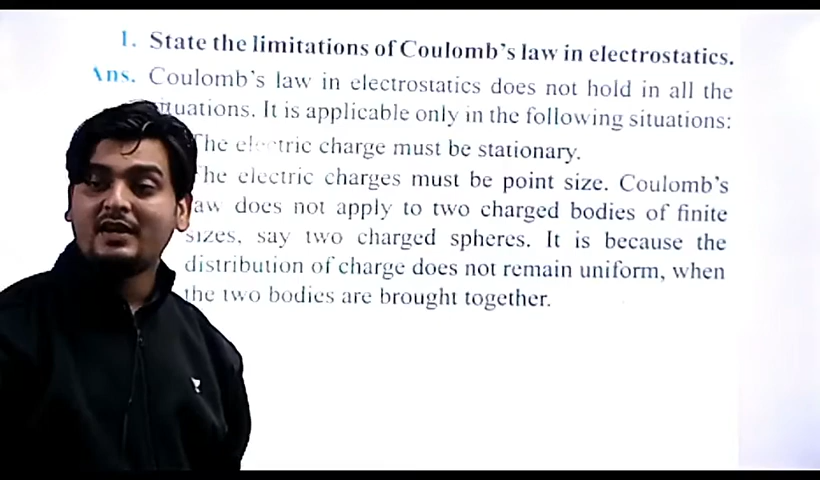 1. State the limitations of Coulomb's law in electrostatics.
Ans. Coulomb's law in electrostatics does not hold in all the
situations. It is applicable only in the following situations:
The electric charge must be stationary.
The electric charges must be point size. Coulomb's
law does not apply to two charged bodies of finite
sizes, say two charged spheres. It is because the
distribution of charge does not remain uniform, when
the two bodies are brought together.